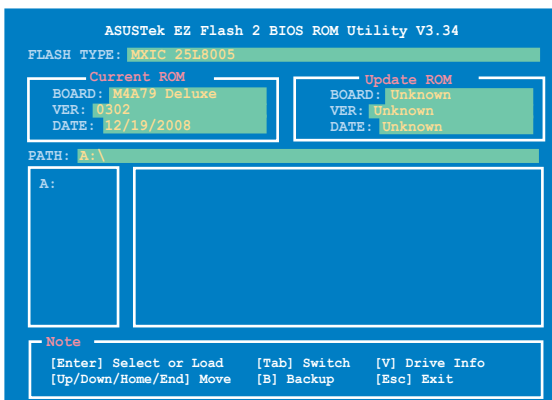 ASUSTek EZ Flash 2 BIOS ROM Utility V3.34
FLASH TYPE: MXIC 25L8005
Current ROM
BOARD: M4A79 Deluxe
VER: 0302
DATE: 12/19/2008
Update ROM
BOARD: Unknown
VER: Unknown
DATE: Unknown
PATH: A:\
A:
Note
[Enter] Select or Load [Tab] Switch [V] Drive Info
[Up/Down/Home/End] Move [B] Backup [Esc] Exit